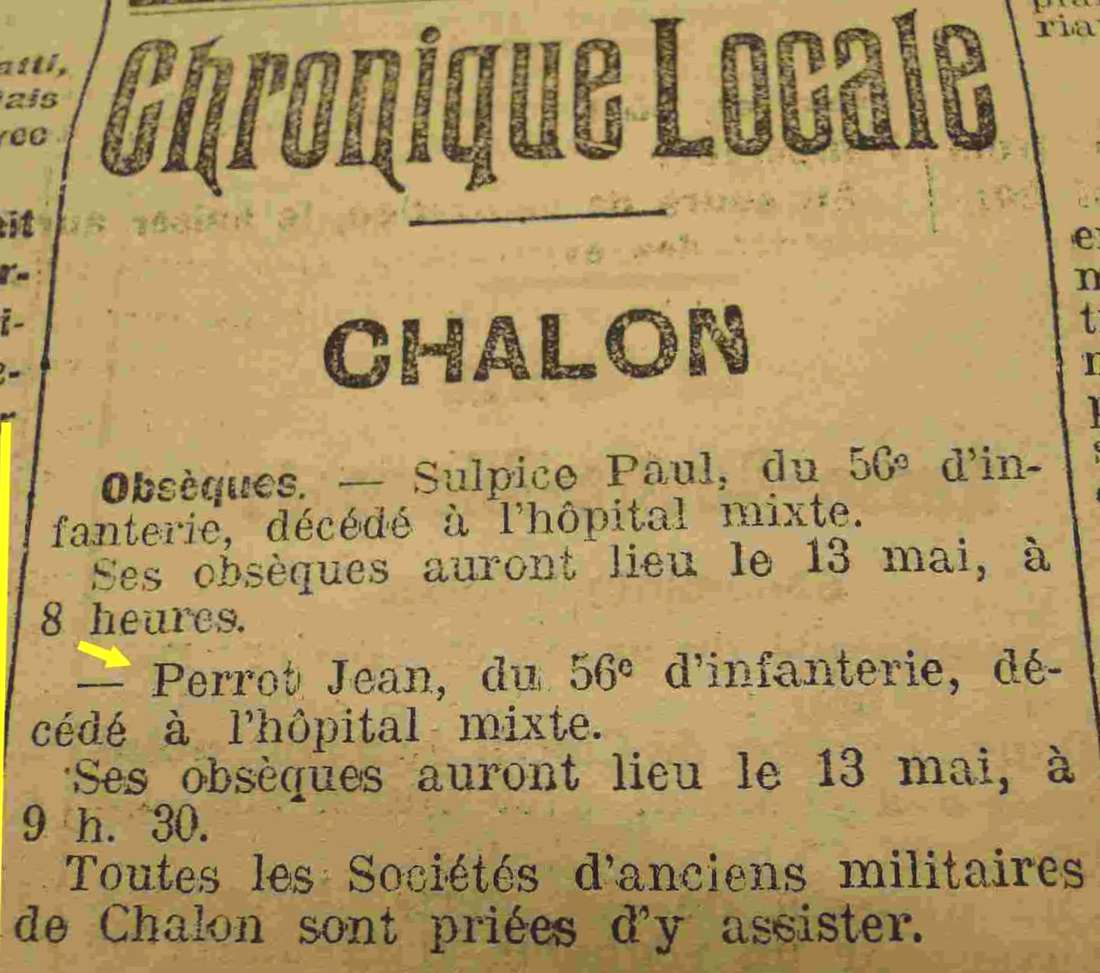 Chronique Locale
CHALON
Obsèques. — Sulpice Paul, du 56e d'in-
fanterie, décédé à l'hôpital mixte.
Ses obsèques auront lieu le 13 mai, à
8 heures.
— Perrot Jean, du 56e d'infanterie, dé-
cédé à l'hôpital mixte.
Ses obsèques auront lieu le 13 mai, à
9 h. 30.
Toutes les Sociétés d'anciens militaires
de Chalon sont priées d'y assister.